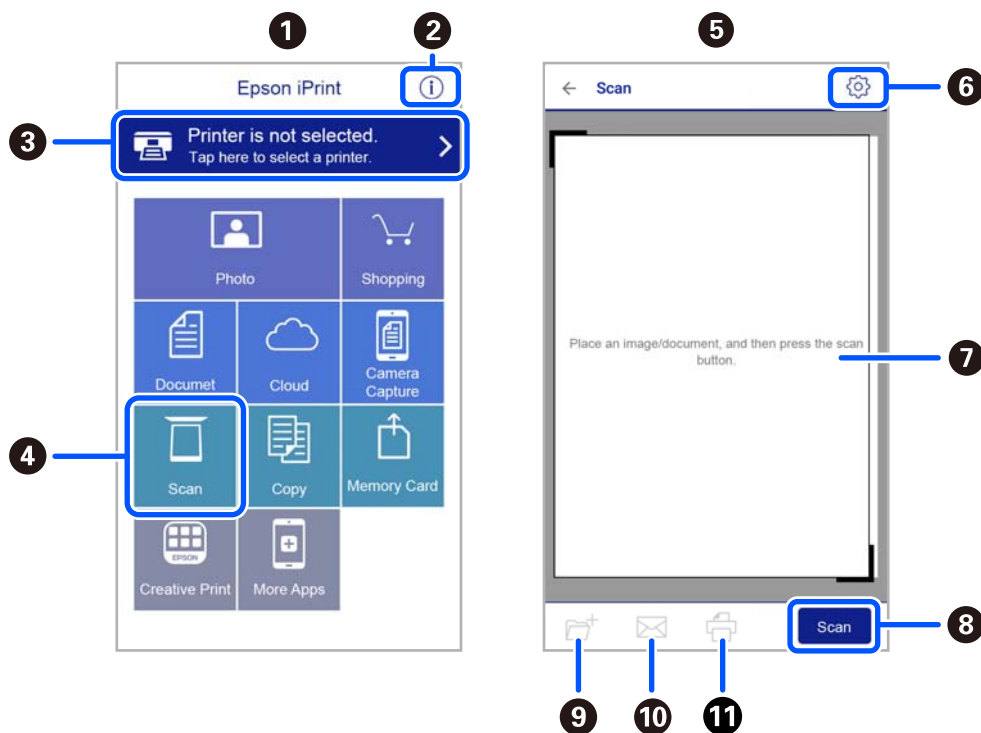 1
2
5
Epson iPrint
i
Scan
6
3
Printer is not selected.
Tap here to select a printer.
Photo
Shopping
Place an image/document, and then press the scan
button.
7
Documet
Cloud
Camera
Capture
4
Scan
Copy
Memory Card
EPSON
Creative Print
More Apps
Scan
8
9
10
11